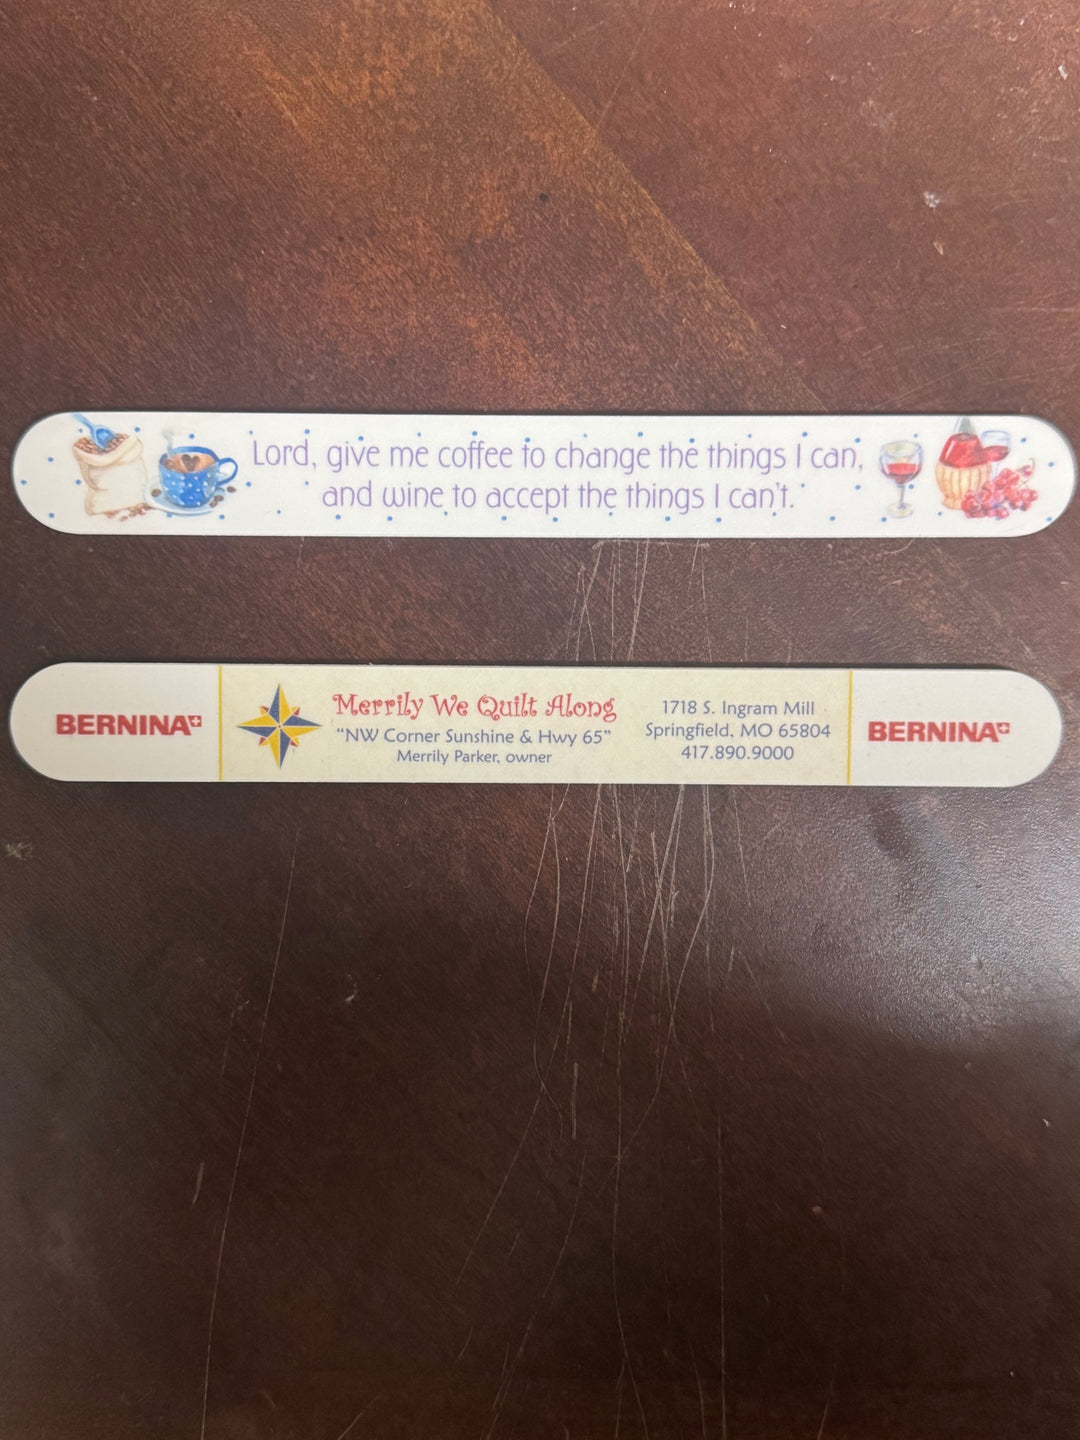 Lord, give me coffee to change the things I can,
and wine to accept the things I can't.
BERNINA
Merrily We Quilt Along
"NW Corner Sunshine & Hwy 65"
Merrily Parker, owner
1718 S. Ingram Mill
Springfield, MO 65804
417.890.9000
BERNINA